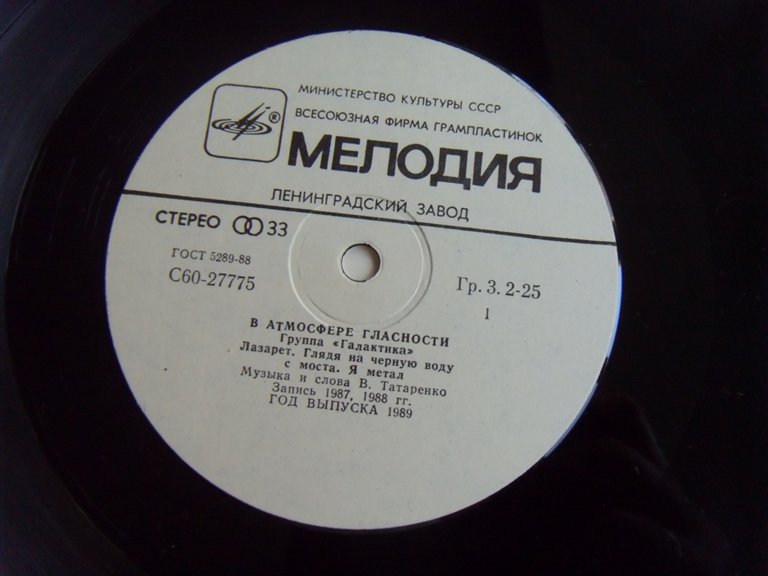 МИНИСТЕРСТВО КУЛЬТУРЫ СССР
ВСЕСОЮЗНАЯ ФИРМА ГРАМПЛАСТИНОК
®
МЕЛОДИЯ
ЛЕНИНГРАДСКИЙ ЗАВОД
СТЕРЕО 33
ГОСТ 5289-88
С60-27775
Гр. 3. 2-25
1
В АТМОСФЕРЕ ГЛАСНОСТИ
Группа «Галактика»
Лазарет. Глядя на черную воду
с моста. Я метал
Музыка и слова В. Татаренко
Запись 1987, 1988 гг.
ГОД ВЫПУСКА 1989